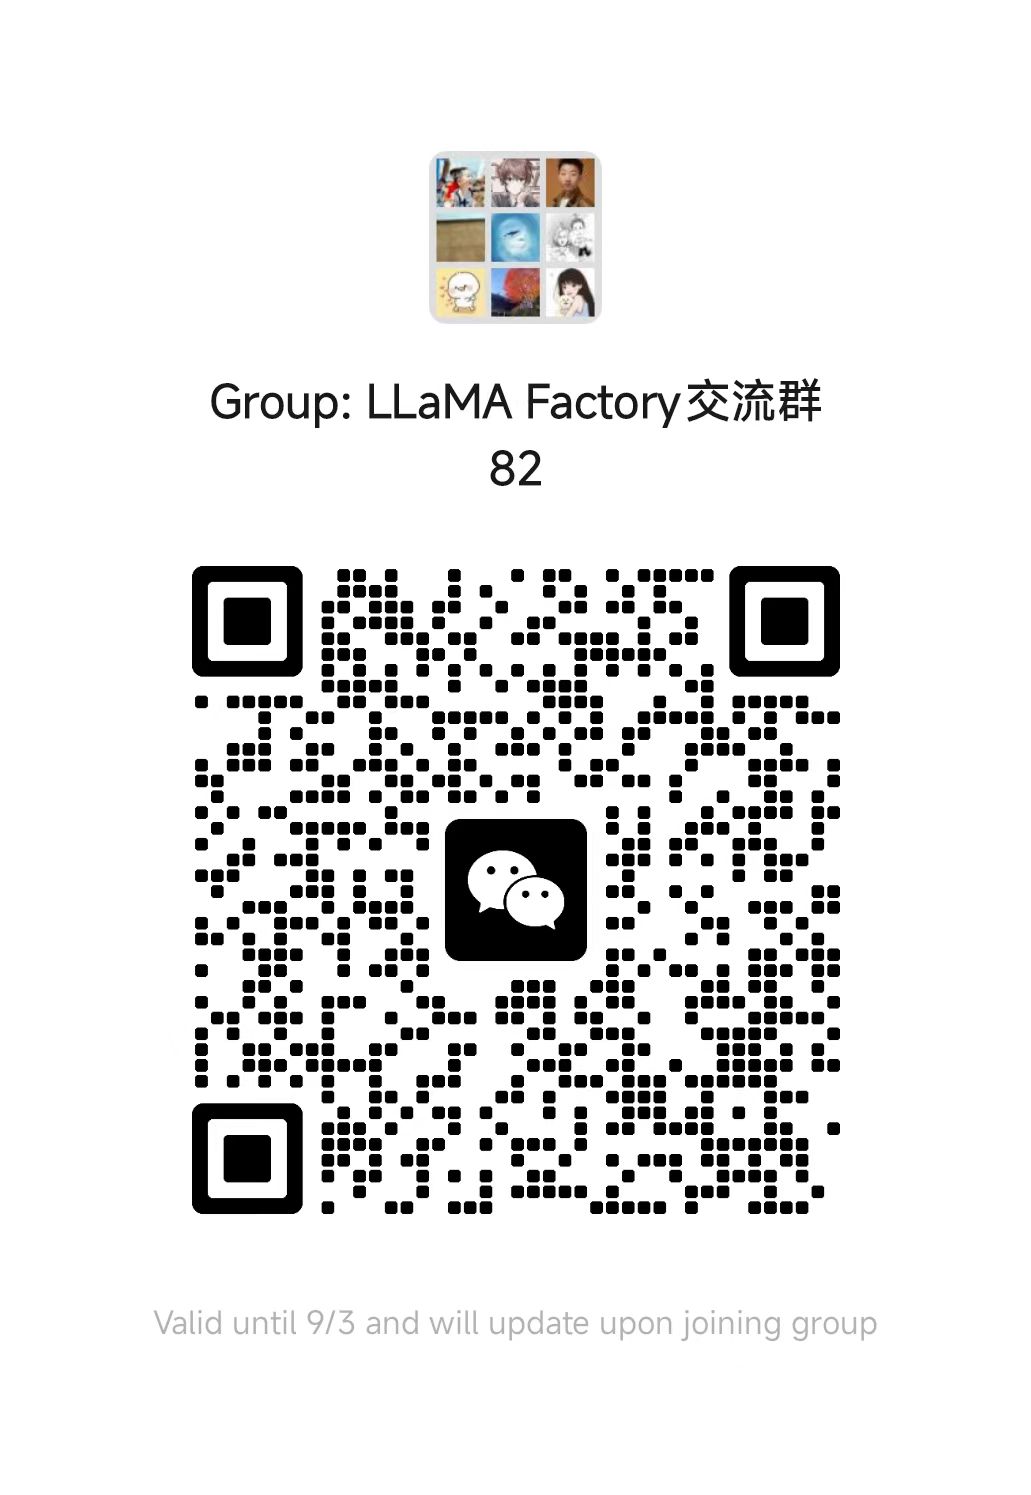 Group: LLaMA Factory交流群
82
Valid until 9/3 and will update upon joining group